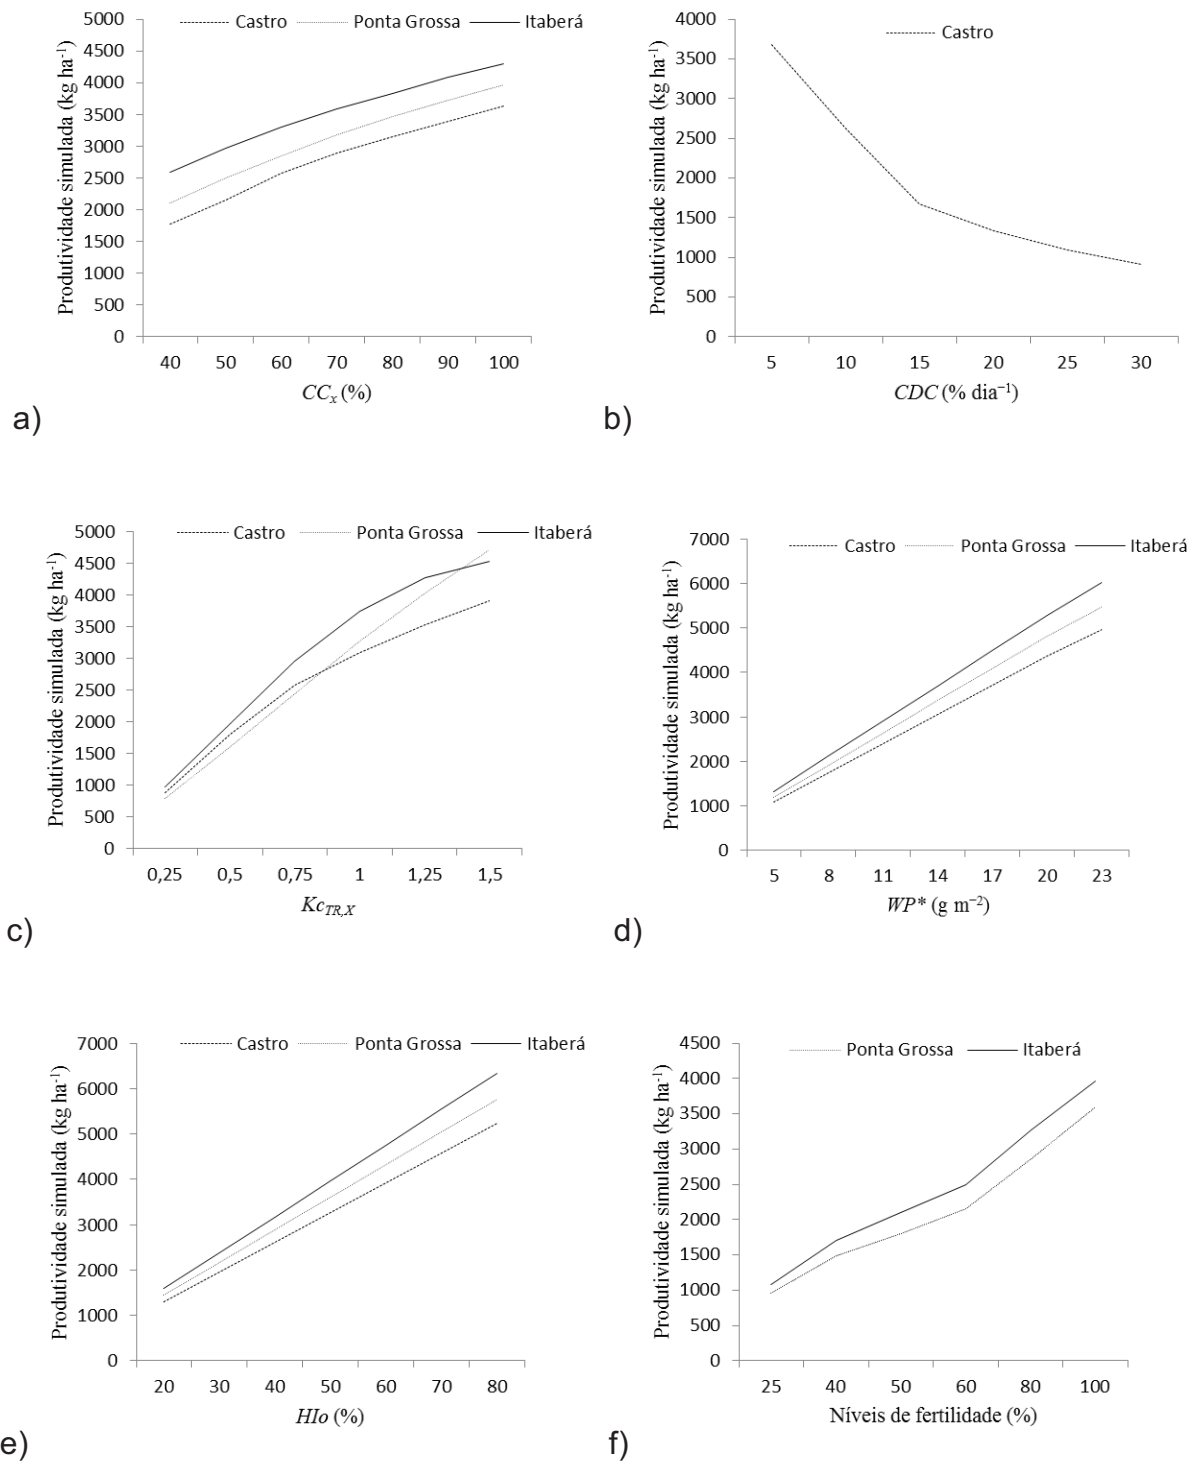 Castro Ponta Grossa Itaberá
Produtividade simulada (kg ha⁻¹)
5000
4500
4000
3500
3000
2500
2000
1500
1000
500
0
40 50 60 70 80 90 100
CCx (%)
a)
Castro
Produtividade simulada (kg ha⁻¹)
4000
3500
3000
2500
2000
1500
1000
500
0
5 10 15 20 25 30
CDC (% dia⁻¹)
b)
Castro Ponta Grossa Itaberá
Produtividade simulada (kg ha⁻¹)
5000
4500
4000
3500
3000
2500
2000
1500
1000
500
0
0,25 0,5 0,75 1 1,25 1,5
KcTR,X
c)
Castro Ponta Grossa Itaberá
Produtividade simulada (kg ha⁻¹)
7000
6000
5000
4000
3000
2000
1000
0
5 8 11 14 17 20 23
WP* (g m⁻²)
d)
Castro Ponta Grossa Itaberá
Produtividade simulada (kg ha⁻¹)
7000
6000
5000
4000
3000
2000
1000
0
20 30 40 50 60 70 80
HIo (%)
e)
Ponta Grossa Itaberá
Produtividade simulada (kg ha⁻¹)
4500
4000
3500
3000
2500
2000
1500
1000
500
0
25 40 50 60 80 100
Níveis de fertilidade (%)
f)